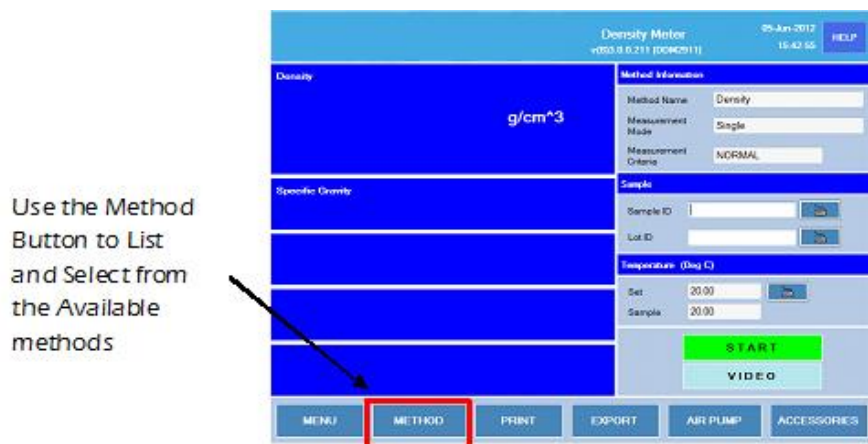 Density Meter
05-Jun-2012
15:42:55
HELP
Density
g/cm^3
Specific Gravity
Method Information
Method Name Density
Measurement Mode Single
Measurement Criteria NORMAL
Sample
Sample ID
Lot ID
Temperature (Deg C)
Set 20.00
Sample 20.00
START
VIDEO
MENU METHOD PRINT EXPORT AIR PUMP ACCESSORIES
Use the Method
Button to List
and Select from
the Available
methods